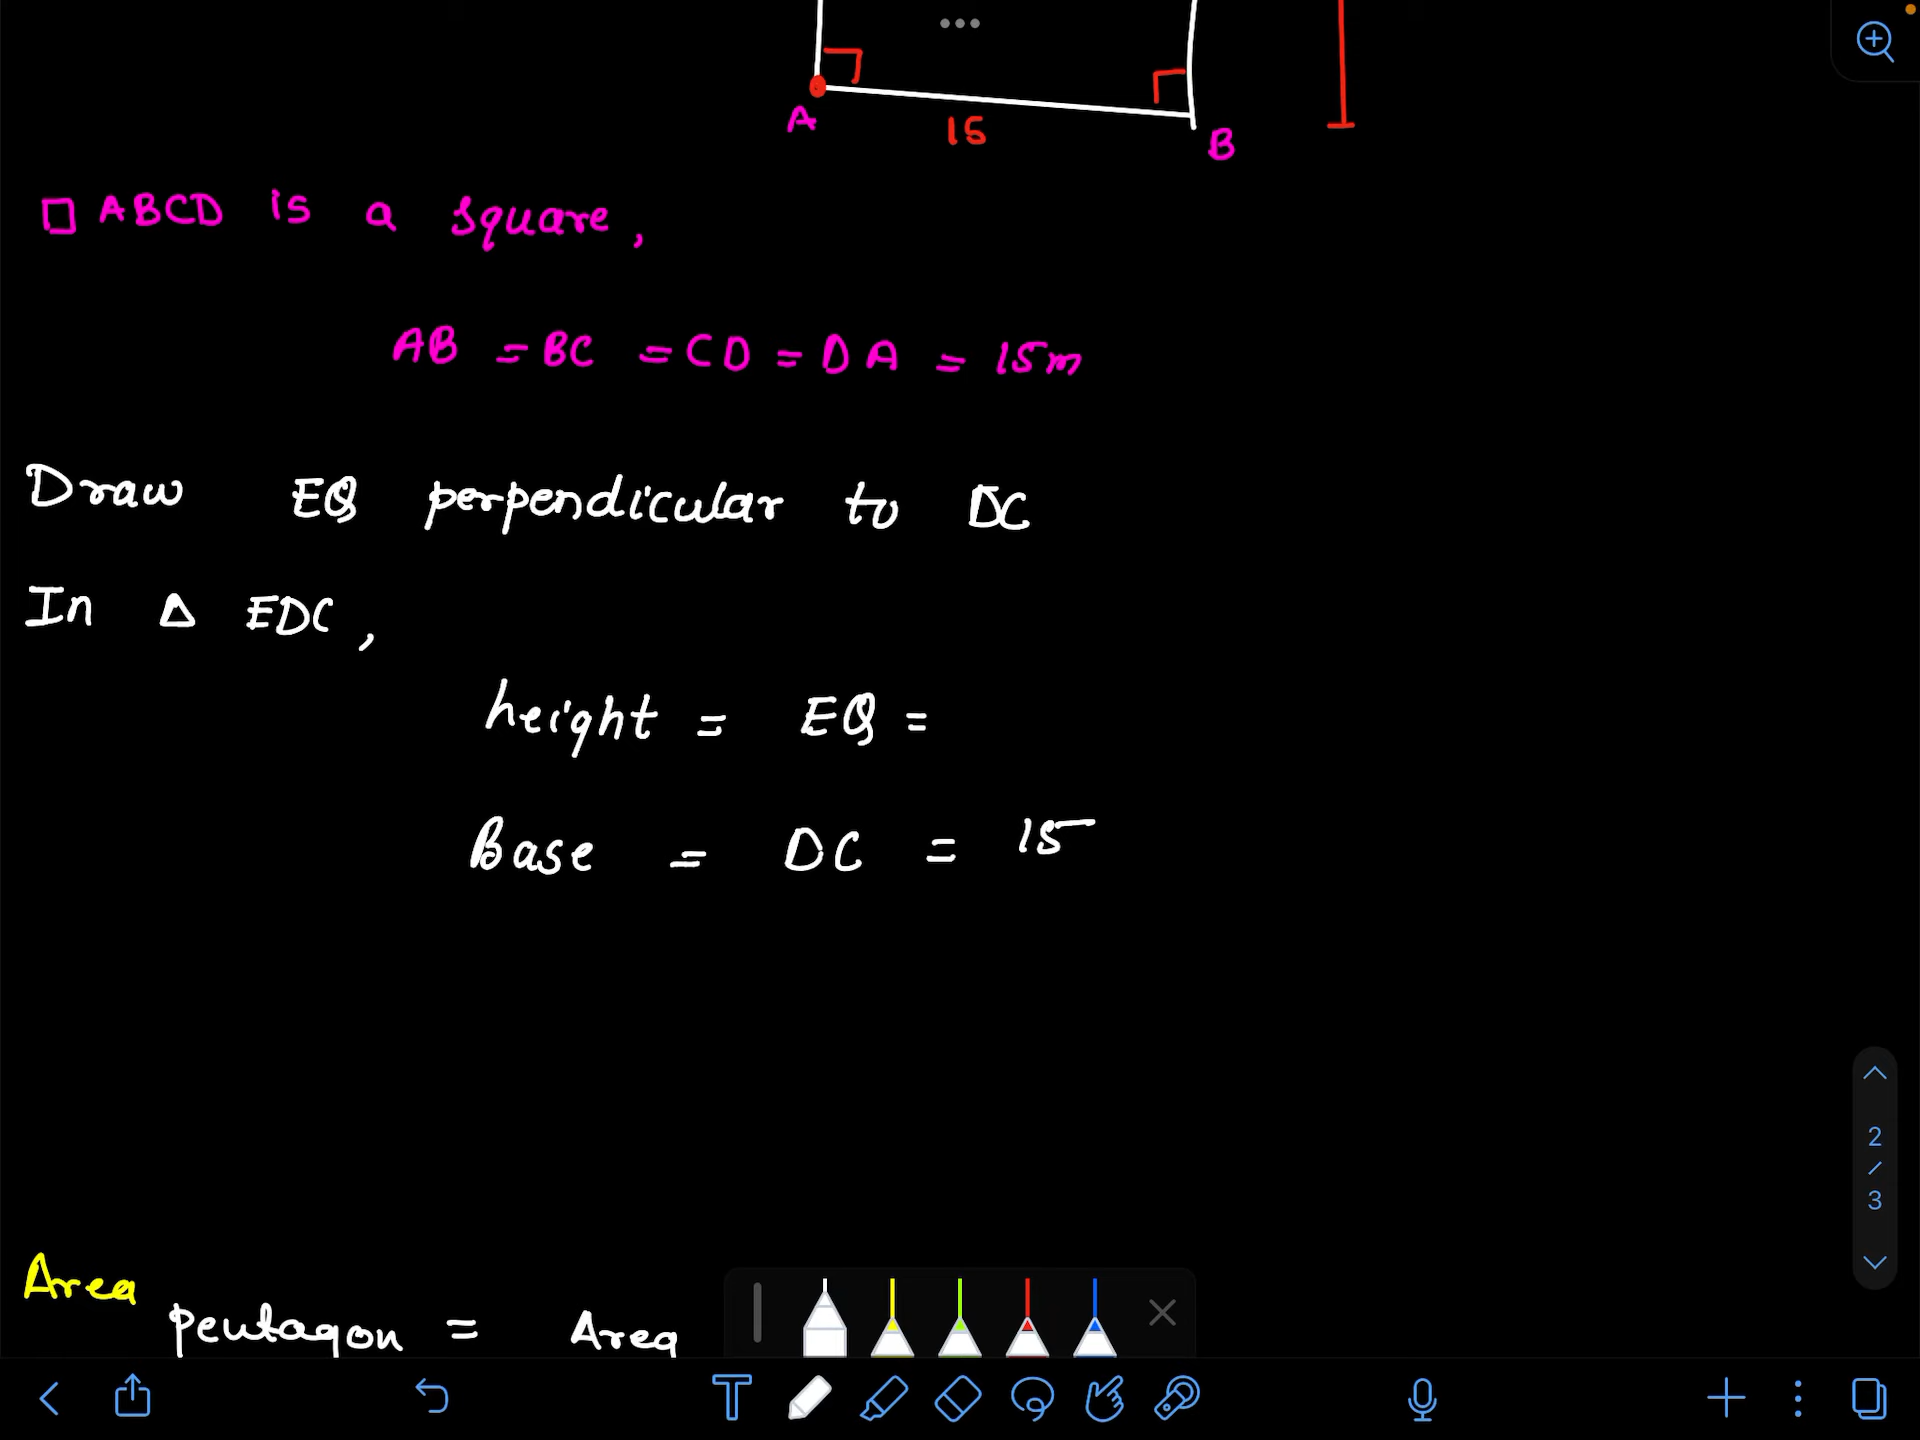 A
15
B
□ ABCD is a square,
AB = BC = CD = DA = 15m
Draw EQ perpendicular to DC
In Δ EDC,
height = EQ =
Base = DC = 15
2
/
3
Area
pentagon = Area
T